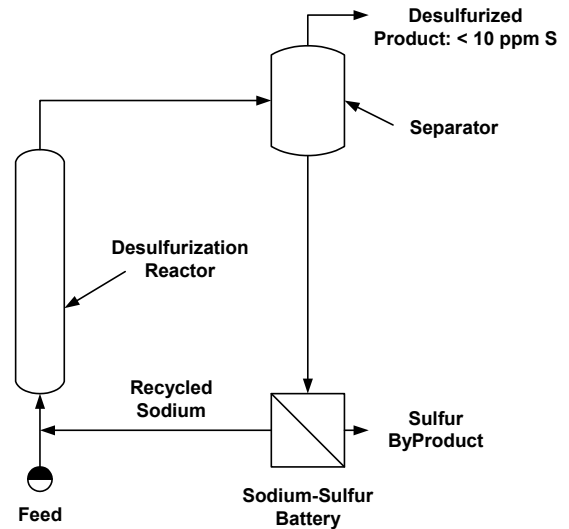 Desulfurized
Product: < 10 ppm S
Separator
Desulfurization
Reactor
Recycled
Sodium
Sulfur
ByProduct
Feed
Sodium-Sulfur
Battery